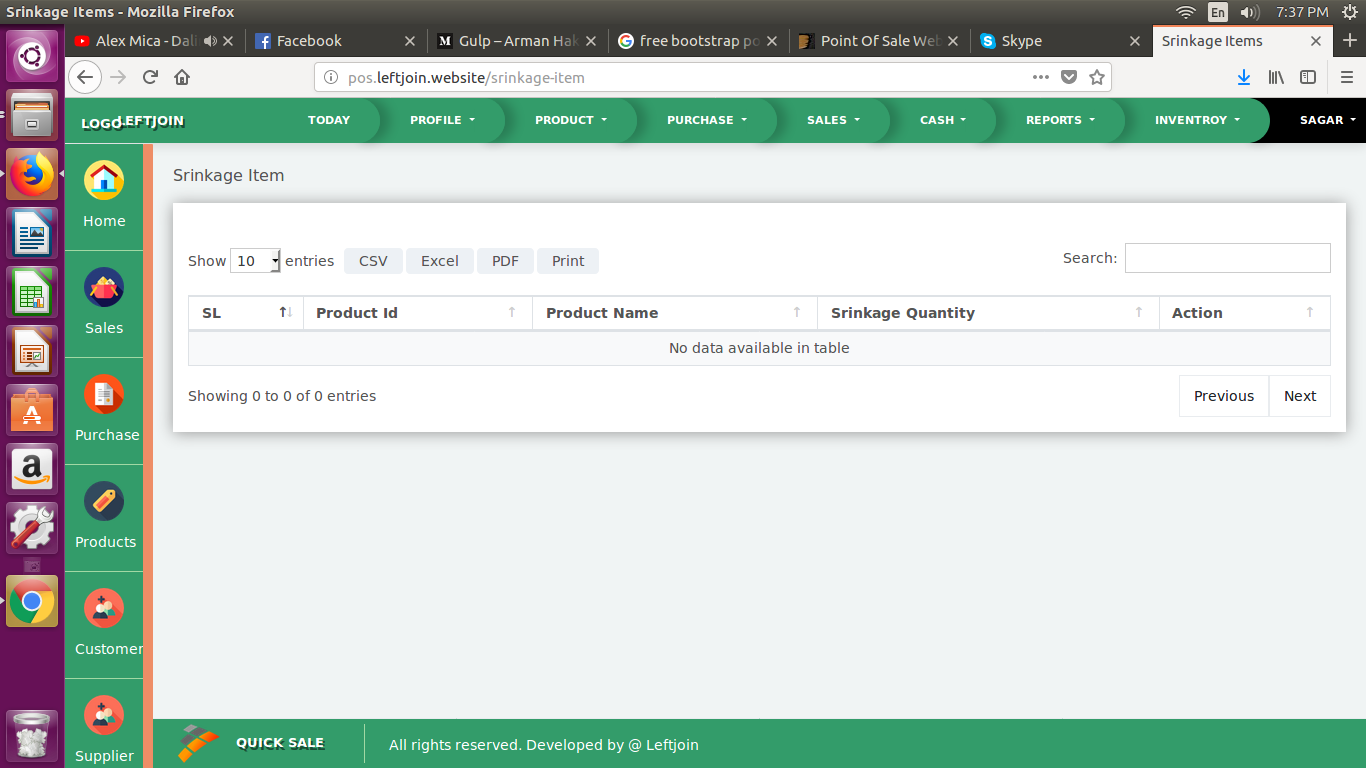 Srinkage Items - Mozilla Firefox
En
7:37 PM
Alex Mica - Dali
Facebook
M Gulp – Arman Hak
free bootstrap po
Point Of Sale Web
Skype
Srinkage Items
pos.leftjoin.website/srinkage-item
LOGO LEFTJOIN
TODAY
PROFILE
PRODUCT
PURCHASE
SALES
CASH
REPORTS
INVENTROY
SAGAR
Home
Sales
Purchase
Products
Customer
Supplier
Srinkage Item
Show 10 entries
CSV
Excel
PDF
Print
Search:
SL
Product Id
Product Name
Srinkage Quantity
Action
No data available in table
Showing 0 to 0 of 0 entries
Previous
Next
QUICK SALE
All rights reserved. Developed by @ Leftjoin